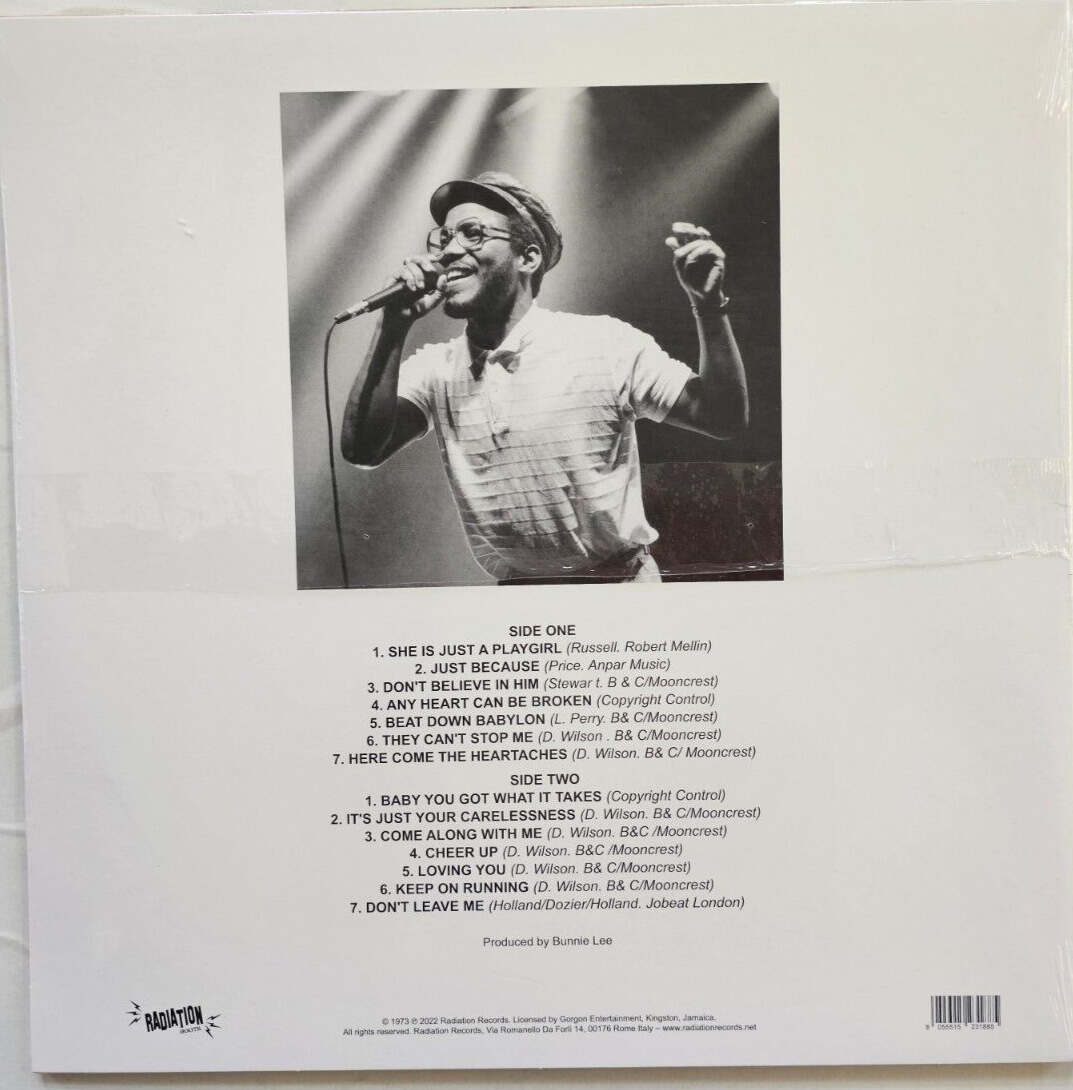 SIDE ONE
1. SHE IS JUST A PLAYGIRL (Russell. Robert Mellin)
2. JUST BECAUSE (Price. Anpar Music)
3. DON'T BELIEVE IN HIM (Stewar t. B & C/Mooncrest)
4. ANY HEART CAN BE BROKEN (Copyright Control)
5. BEAT DOWN BABYLON (L. Perry. B& C/Mooncrest)
6. THEY CAN'T STOP ME (D. Wilson . B& C/Mooncrest)
7. HERE COME THE HEARTACHES (D. Wilson. B& C/ Mooncrest)
SIDE TWO
1. BABY YOU GOT WHAT IT TAKES (Copyright Control)
2. IT'S JUST YOUR CARELESSNESS (D. Wilson. B& C/Mooncrest)
3. COME ALONG WITH ME (D. Wilson. B&C /Mooncrest)
4. CHEER UP (D. Wilson. B&C /Mooncrest)
5. LOVING YOU (D. Wilson. B& C/Mooncrest)
6. KEEP ON RUNNING (D. Wilson. B& C/Mooncrest)
7. DON'T LEAVE ME (Holland/Dozier/Holland. Jobeat London)
Produced by Bunnie Lee
RADIATION
ROOTS
© 1973 ℗ 2022 Radiation Records. Licensed by Gorgon Entertainment, Kingston, Jamaica.
All rights reserved. Radiation Records, Via Romanello Da Forlì 14, 00176 Rome Italy – www.radiationrecords.net
8 055515 231885